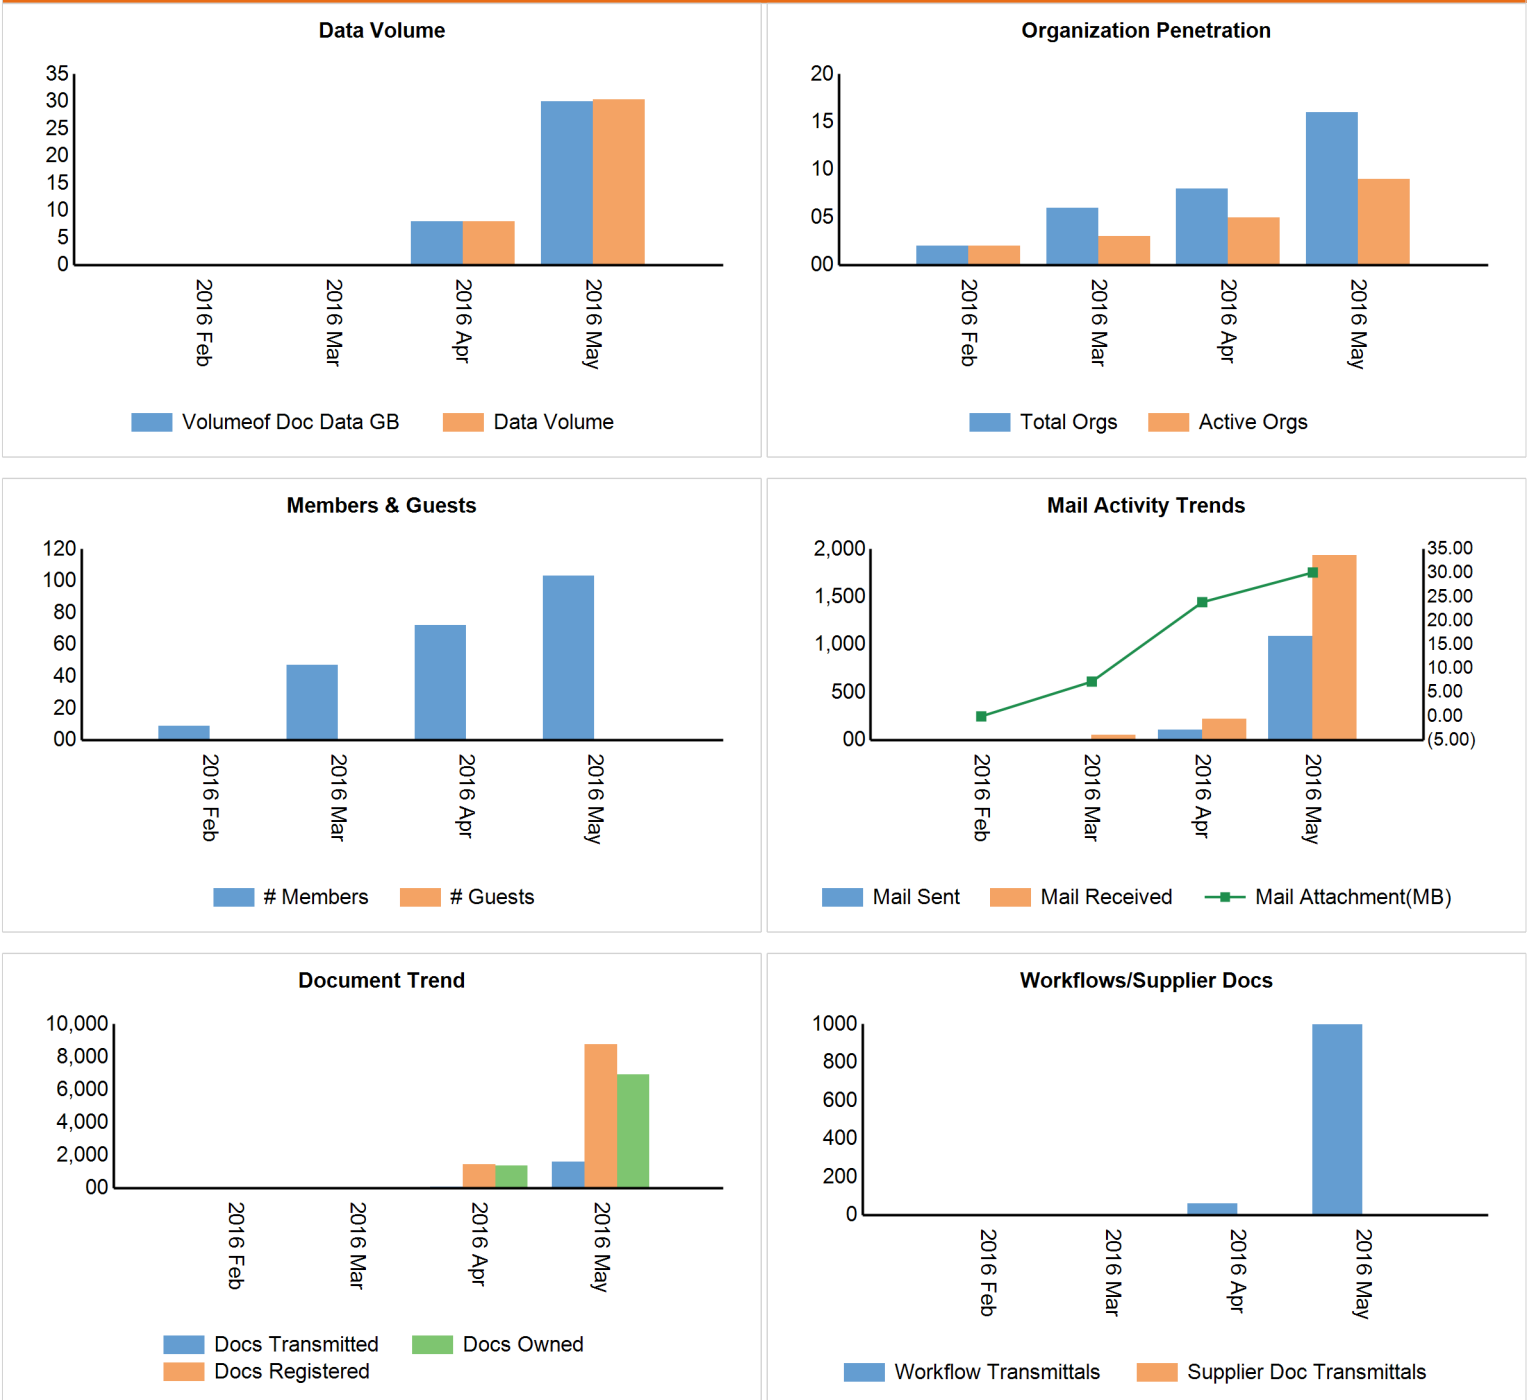 Data Volume
35
30
25
20
15
10
5
0
2016 Feb
2016 Mar
2016 Apr
2016 May
Volumeof Doc Data GB
Data Volume
Organization Penetration
20
15
10
05
00
2016 Feb
2016 Mar
2016 Apr
2016 May
Total Orgs
Active Orgs
Members & Guests
120
100
80
60
40
20
00
2016 Feb
2016 Mar
2016 Apr
2016 May
# Members
# Guests
Mail Activity Trends
2,000
1,500
1,000
500
00
35.00
30.00
25.00
20.00
15.00
10.00
5.00
0.00
(5.00)
2016 Feb
2016 Mar
2016 Apr
2016 May
Mail Sent
Mail Received
Mail Attachment(MB)
Document Trend
10,000
8,000
6,000
4,000
2,000
00
2016 Feb
2016 Mar
2016 Apr
2016 May
Docs Transmitted
Docs Owned
Docs Registered
Workflows/Supplier Docs
1000
800
600
400
200
0
2016 Feb
2016 Mar
2016 Apr
2016 May
Workflow Transmittals
Supplier Doc Transmittals